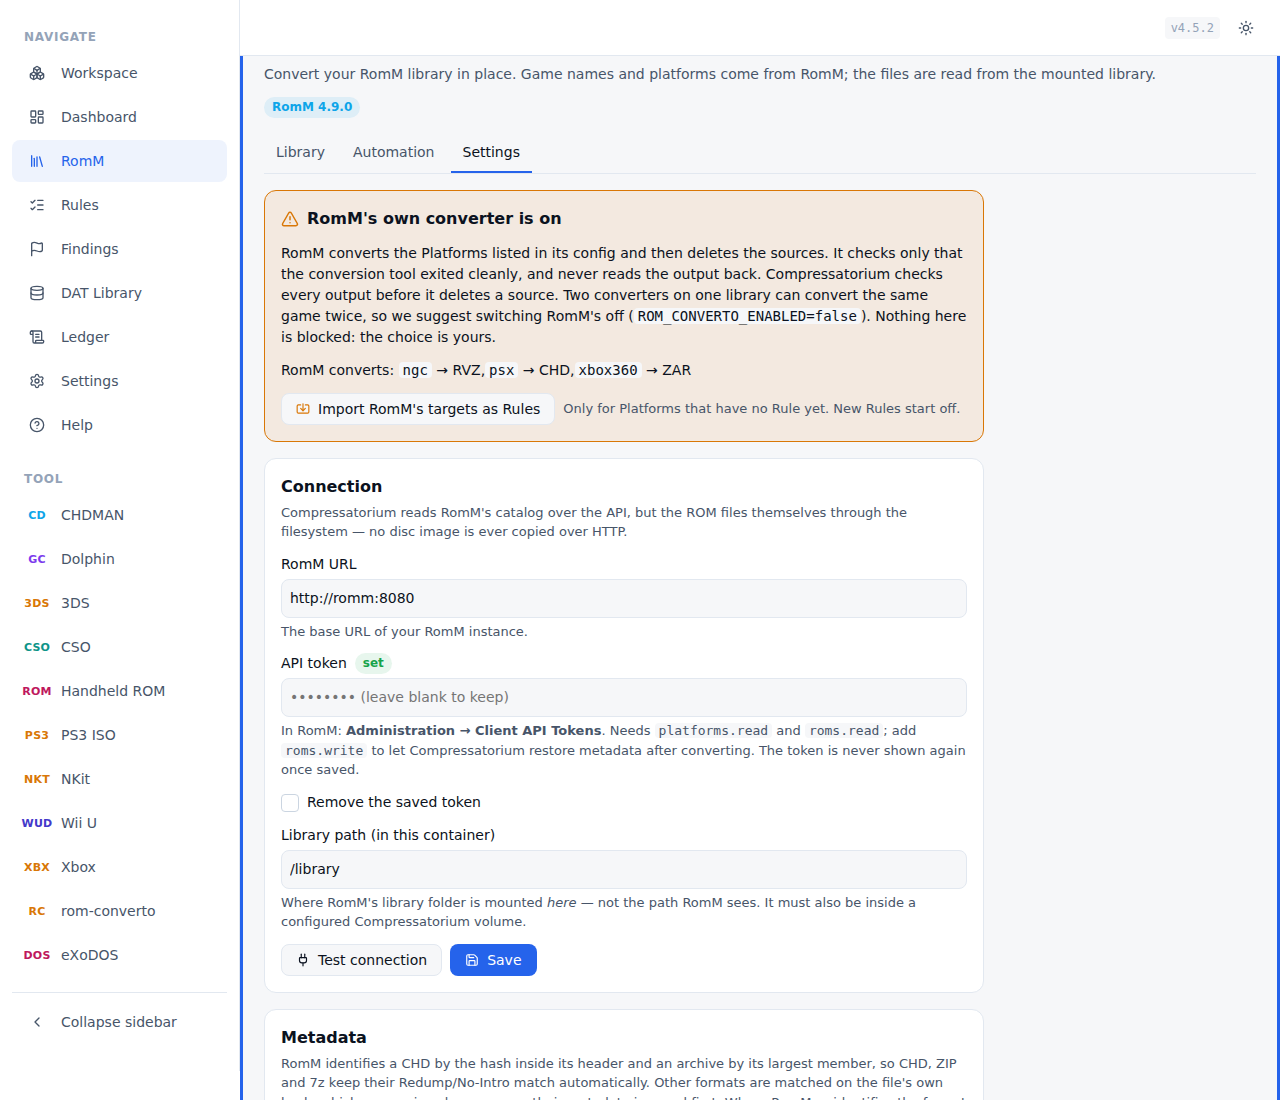 NAVIGATE
Workspace
Dashboard
RomM
Rules
Findings
DAT Library
Ledger
Settings
Help
TOOL
CD CHDMAN
GC Dolphin
3DS 3DS
CSO CSO
ROM Handheld ROM
PS3 PS3 ISO
NKT NKit
WUD Wii U
XBX Xbox
RC rom-converto
DOS eXoDOS
Collapse sidebar
v4.5.2
Convert your RomM library in place. Game names and platforms come from RomM; the files are read from the mounted library.
RomM 4.9.0
Library Automation Settings
RomM's own converter is on
RomM converts the Platforms listed in its config and then deletes the sources. It checks only that
the conversion tool exited cleanly, and never reads the output back. Compressatorium checks
every output before it deletes a source. Two converters on one library can convert the same
game twice, so we suggest switching RomM's off ( ROM_CONVERTO_ENABLED=false ). Nothing here
is blocked: the choice is yours.
RomM converts: ngc → RVZ, psx → CHD, xbox360 → ZAR
Import RomM's targets as Rules Only for Platforms that have no Rule yet. New Rules start off.
Connection
Compressatorium reads RomM's catalog over the API, but the ROM files themselves through the
filesystem — no disc image is ever copied over HTTP.
RomM URL
http://romm:8080
The base URL of your RomM instance.
API token set
•••••••• (leave blank to keep)
In RomM: Administration → Client API Tokens. Needs platforms.read and roms.read ; add
roms.write to let Compressatorium restore metadata after converting. The token is never shown again
once saved.
Remove the saved token
Library path (in this container)
/library
Where RomM's library folder is mounted here — not the path RomM sees. It must also be inside a
configured Compressatorium volume.
Test connection Save
Metadata
RomM identifies a CHD by the hash inside its header and an archive by its largest member, so CHD, ZIP
and 7z keep their Redump/No-Intro match automatically. Other formats are matched on the file's own